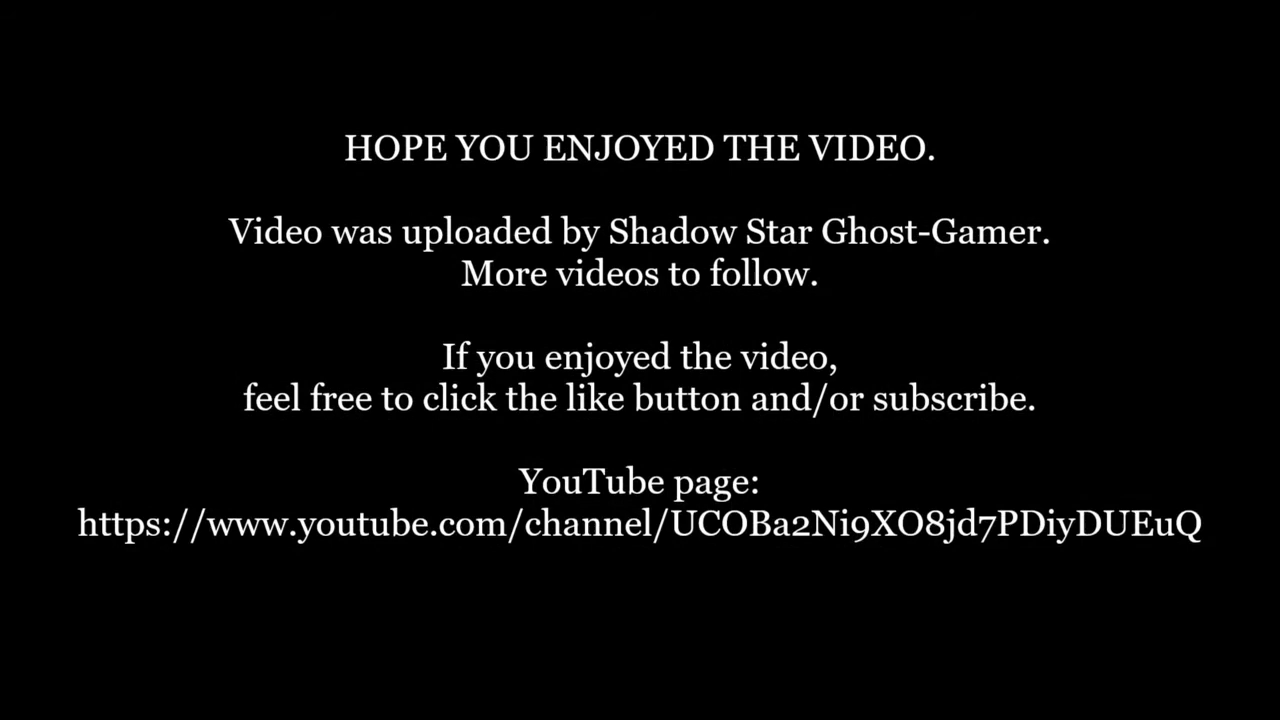 HOPE YOU ENJOYED THE VIDEO.
Video was uploaded by Shadow Star Ghost-Gamer.
More videos to follow.
If you enjoyed the video,
feel free to click the like button and/or subscribe.
YouTube page:
https://www.youtube.com/channel/UCOBa2Ni9XO8jd7PDiyDUEuQ